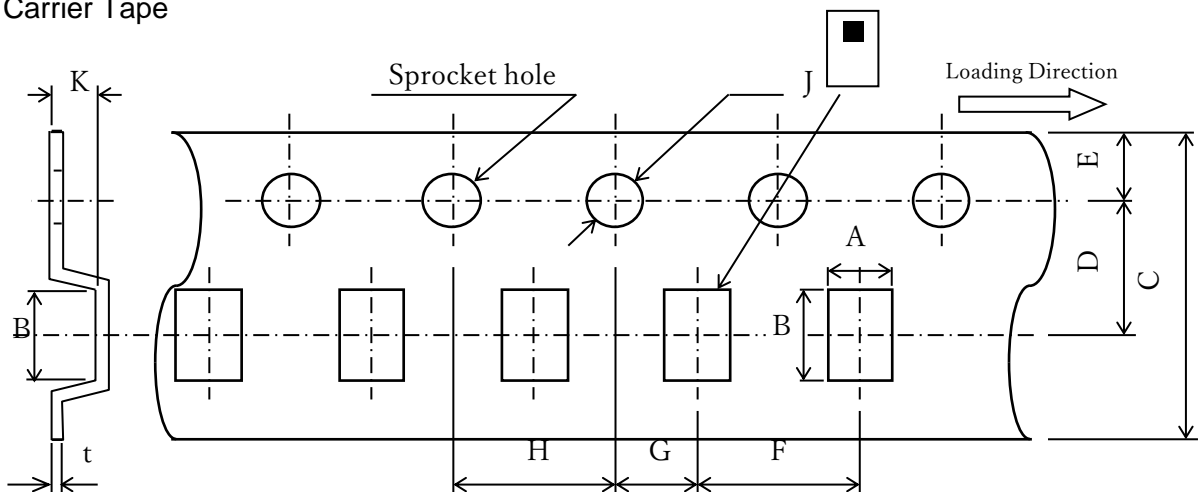 Carrier Tape
K
Sprocket hole
J
Loading Direction
E
A
D
C
B
B
H
G
F
t